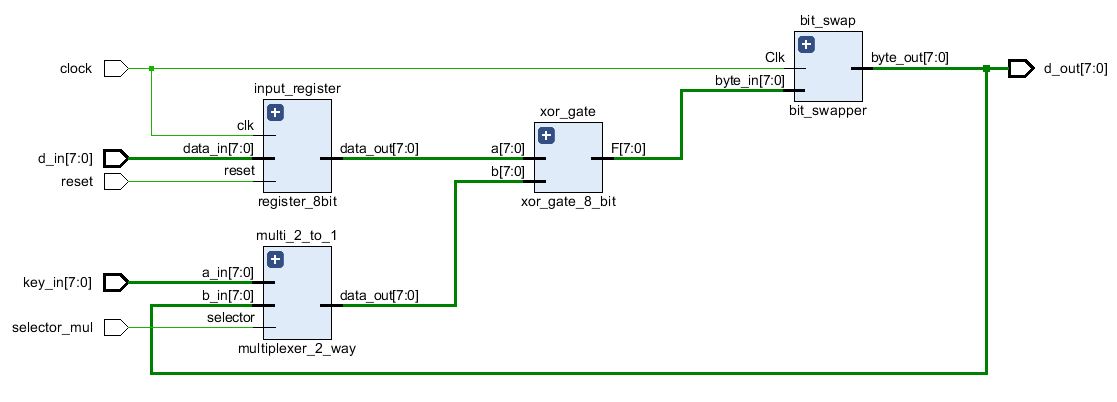 bit_swap
clock
Clk
byte_out[7:0]
d_out[7:0]
byte_in[7:0]
bit_swapper
input_register
clk
d_in[7:0]
data_in[7:0]
data_out[7:0]
reset
reset
register_8bit
xor_gate
a[7:0]
F[7:0]
b[7:0]
xor_gate_8_bit
multi_2_to_1
key_in[7:0]
a_in[7:0]
b_in[7:0]
data_out[7:0]
selector_mul
selector
multiplexer_2_way